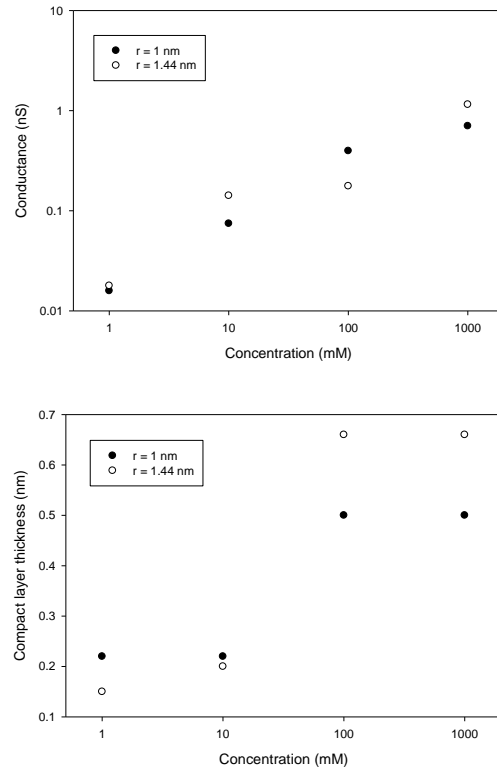 10
1
0.1
0.01
Conductance (nS)
r = 1 nm
r = 1.44 nm
1 10 100 1000
Concentration (mM)
0.7
0.6
0.5
0.4
0.3
0.2
0.1
Compact layer thickness (nm)
r = 1 nm
r = 1.44 nm
1 10 100 1000
Concentration (mM)